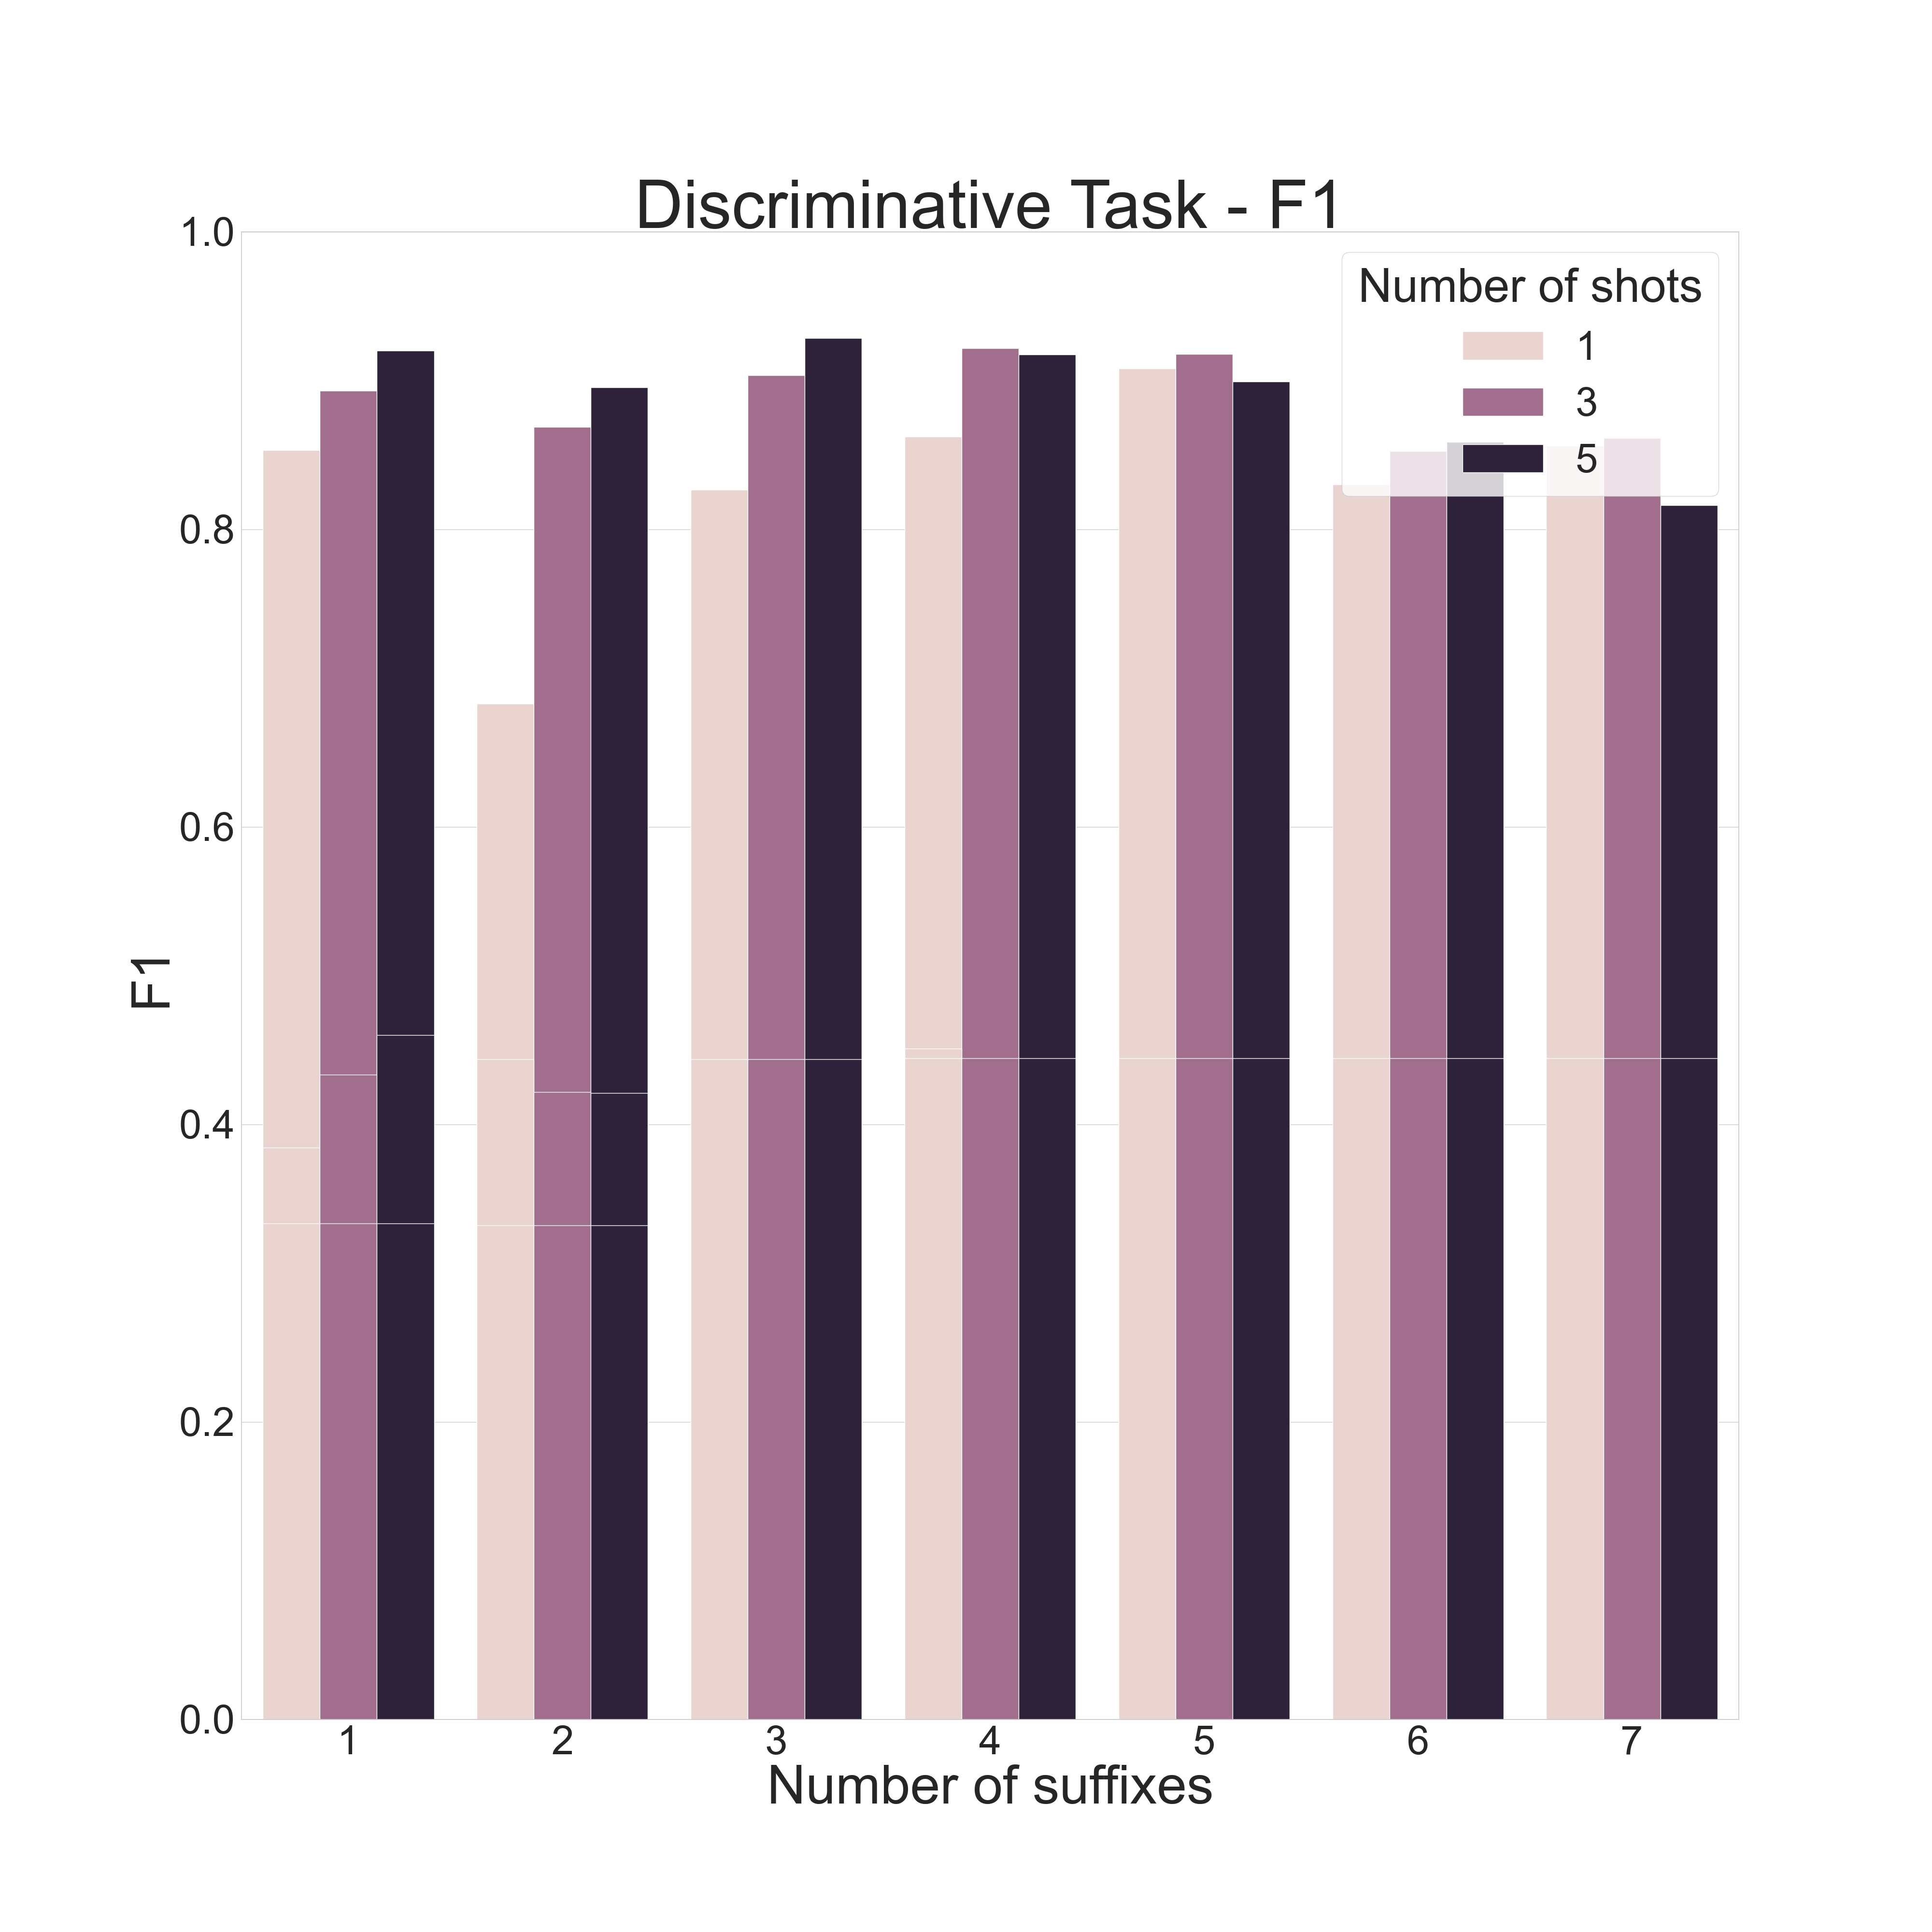 Discriminative Task - F1
1.0
0.8
0.6
0.4
0.2
0.0
F1
Number of shots
1
3
5
1 2 3 4 5 6 7
Number of suffixes